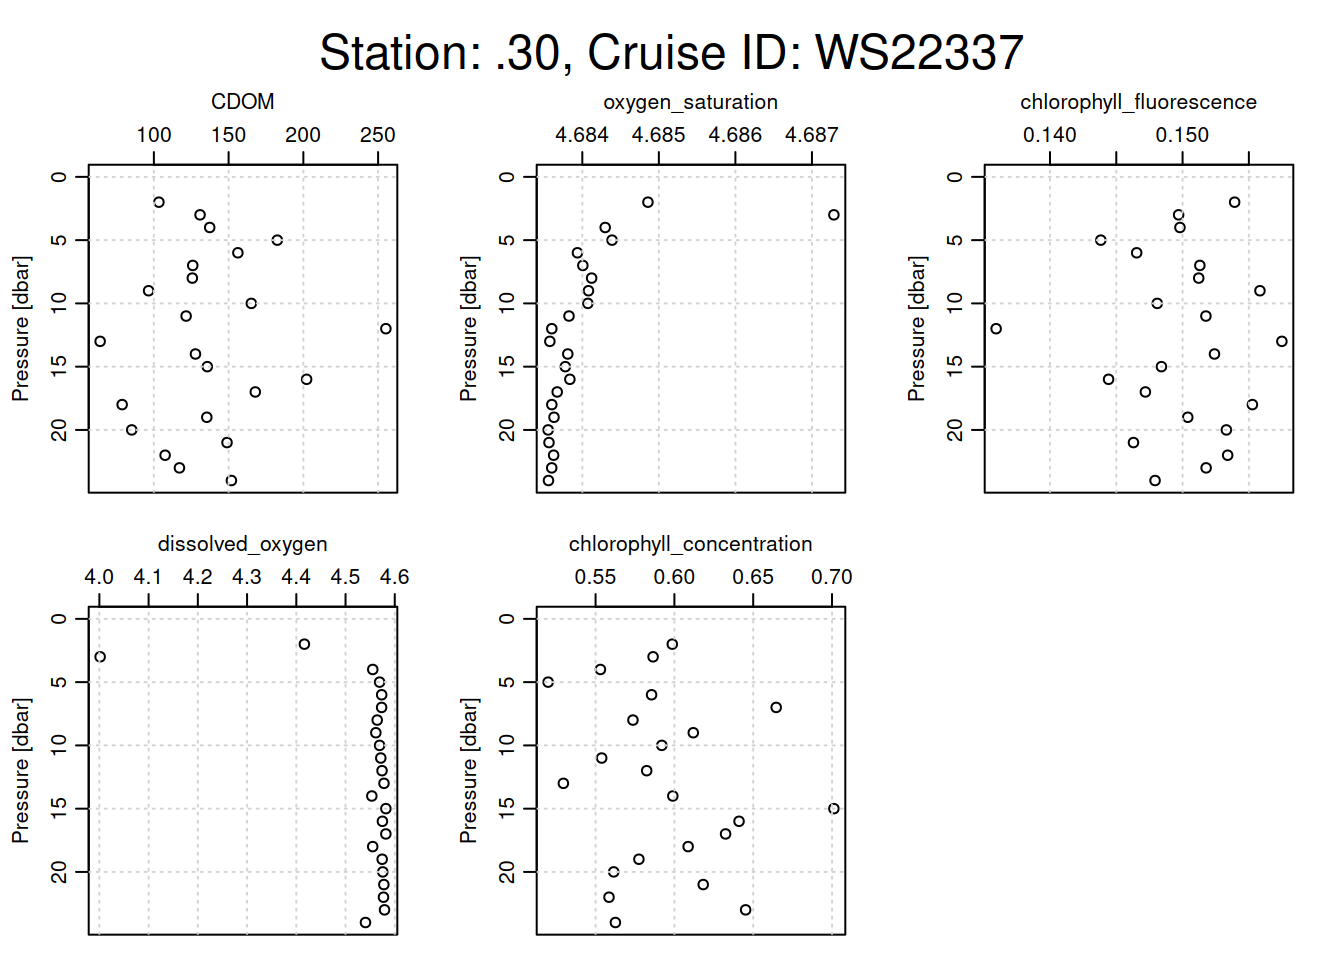 Station: .30, Cruise ID: WS22337
CDOM
100 150 200 250
0
5
10
15
20
Pressure [dbar]
oxygen_saturation
4.684 4.685 4.686 4.687
0
5
10
15
20
Pressure [dbar]
chlorophyll_fluorescence
0.140 0.150
0
5
10
15
20
Pressure [dbar]
dissolved_oxygen
4.0 4.1 4.2 4.3 4.4 4.5 4.6
0
5
10
15
20
Pressure [dbar]
chlorophyll_concentration
0.55 0.60 0.65 0.70
0
5
10
15
20
Pressure [dbar]